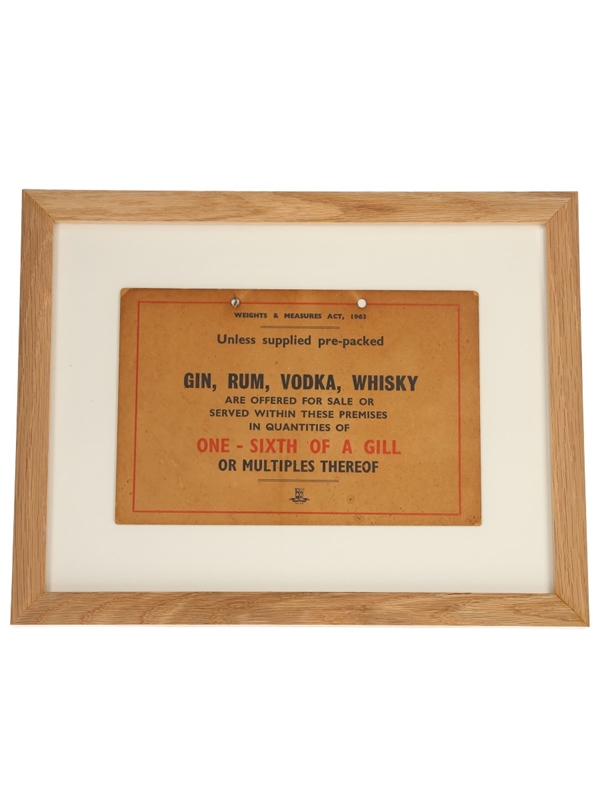 WEIGHTS & MEASURES ACT, 1963
Unless supplied pre-packed
GIN, RUM, VODKA, WHISKY
ARE OFFERED FOR SALE OR
SERVED WITHIN THESE PREMISES
IN QUANTITIES OF
ONE - SIXTH OF A GILL
OR MULTIPLES THEREOF